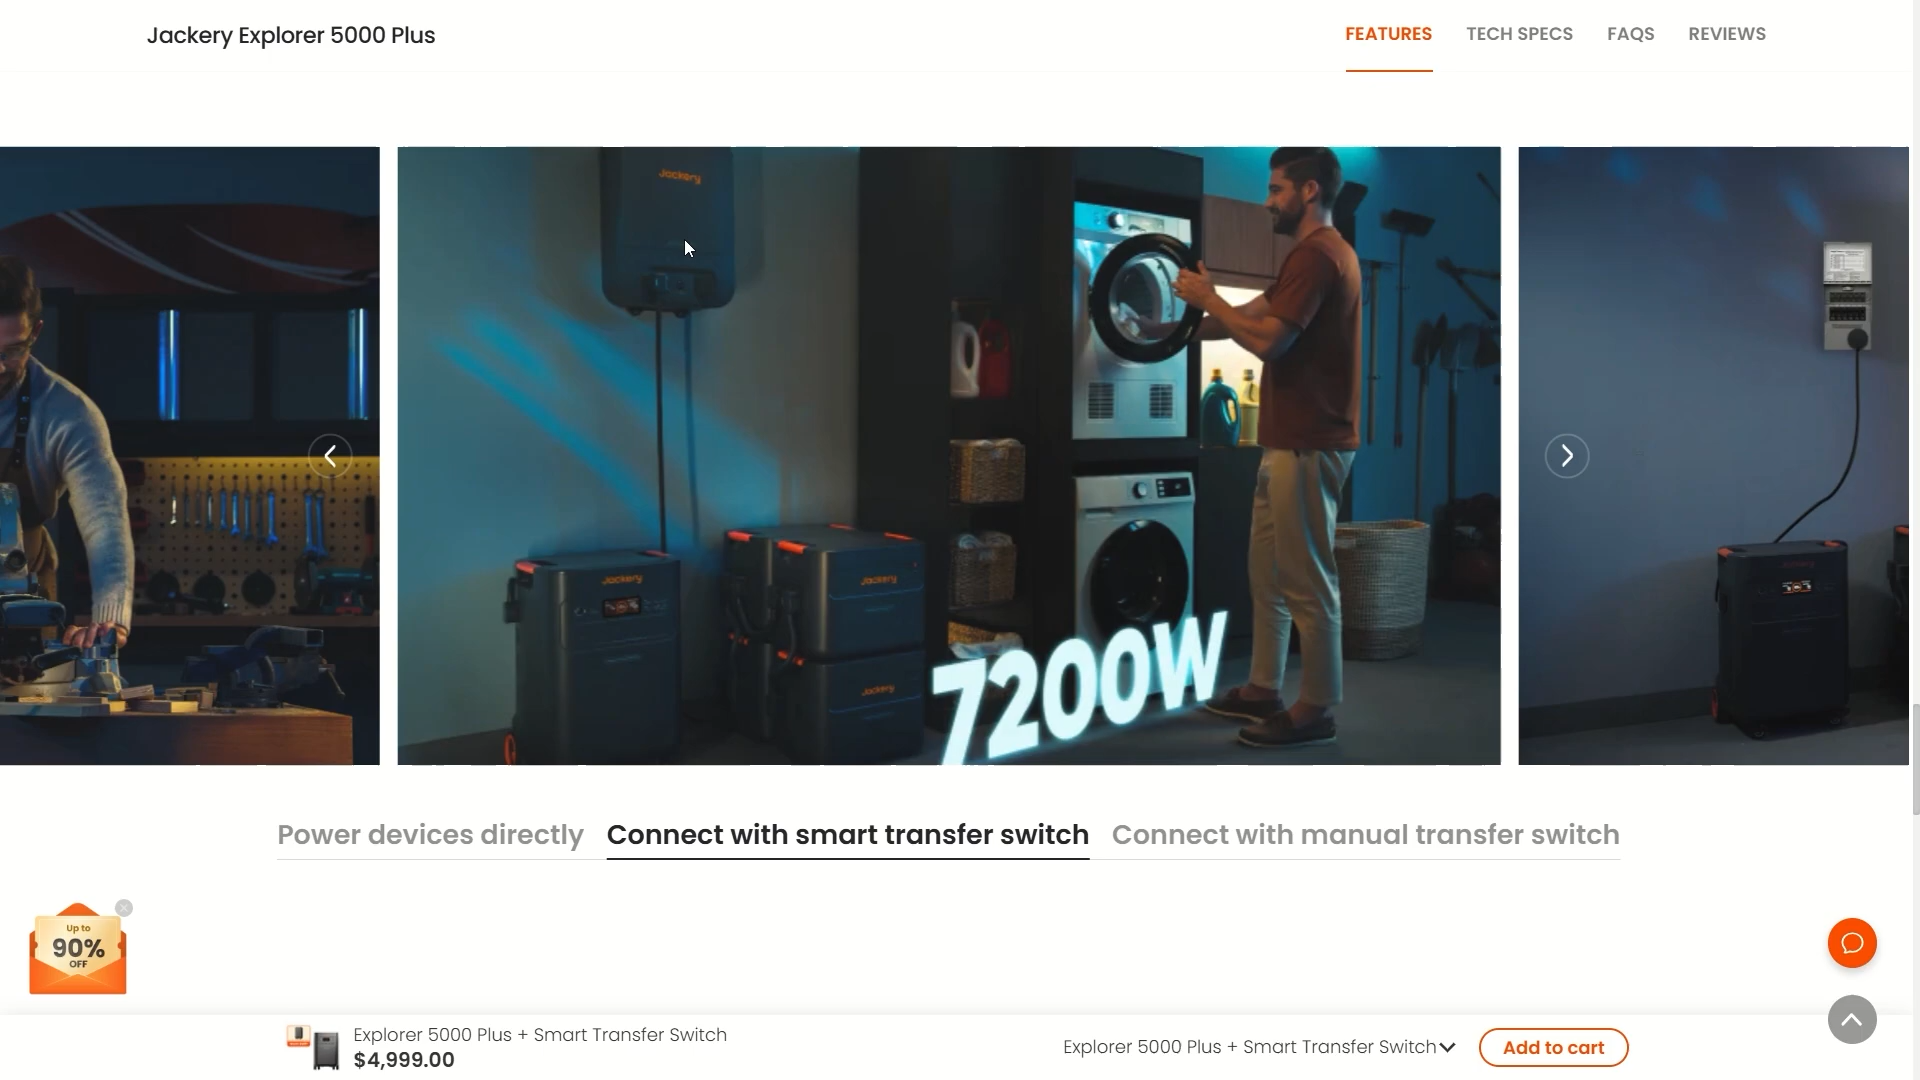 Jackery Explorer 5000 Plus
FEATURES
TECH SPECS
FAQS
REVIEWS
Jackery
Jackery
Jackery
Jackery
7200W
Power devices directly
Connect with smart transfer switch
Connect with manual transfer switch
Up to
90%
OFF
Explorer 5000 Plus + Smart Transfer Switch
$4,999.00
Explorer 5000 Plus + Smart Transfer Switch
Add to cart